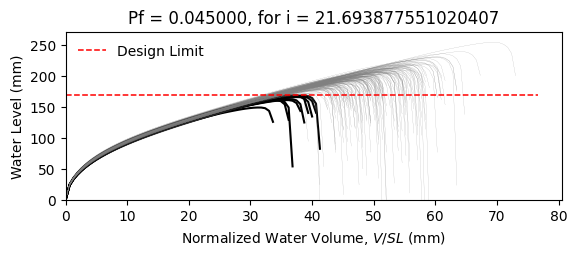 Pf = 0.045000, for i = 21.693877551020407
Design Limit
Water Level (mm)
250
200
150
100
50
0
0 10 20 30 40 50 60 70 80
Normalized Water Volume, V/SL (mm)